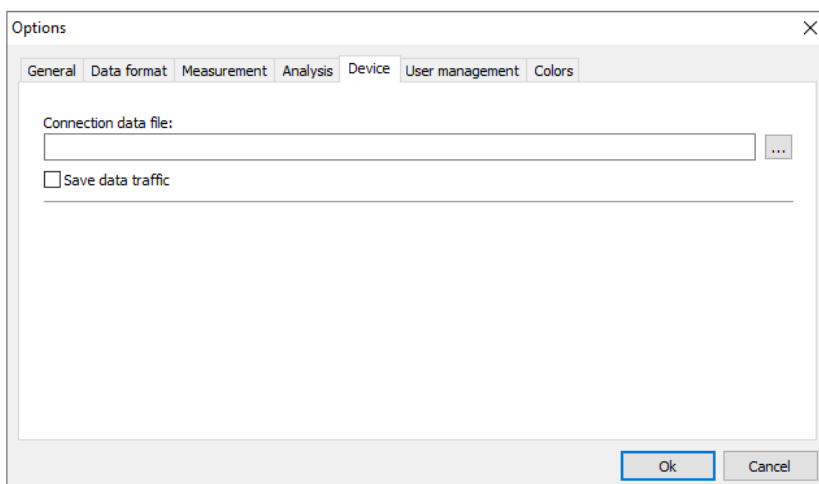 Options
General Data format Measurement Analysis Device User management Colors
Connection data file:
...
Save data traffic
Ok Cancel